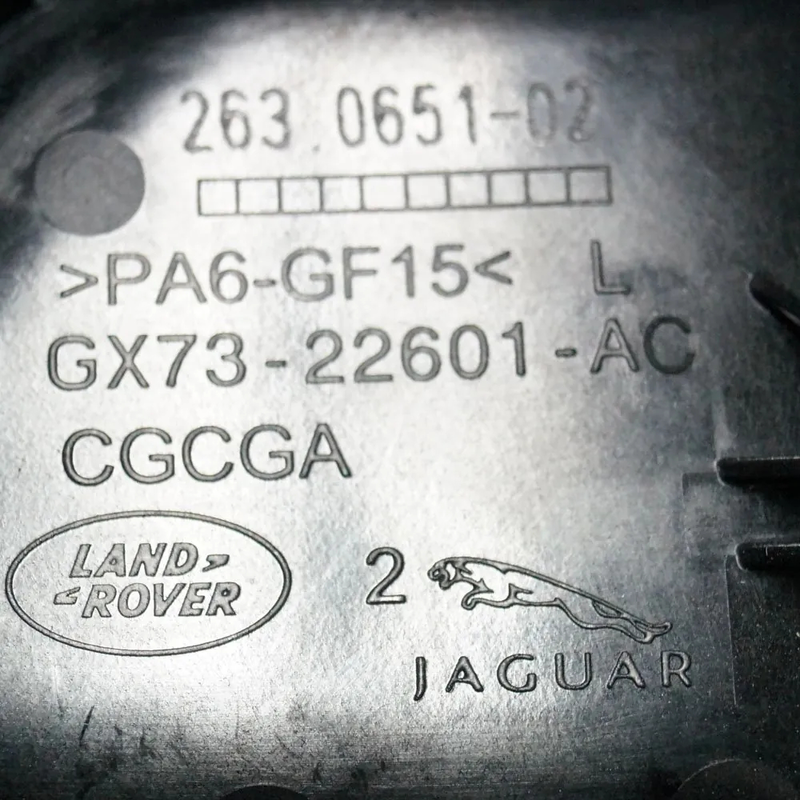 263 0651-02
>PA6-GF15< L
GX73-22601-AC
CGCGA
LAND
ROVER
2
JAGUAR